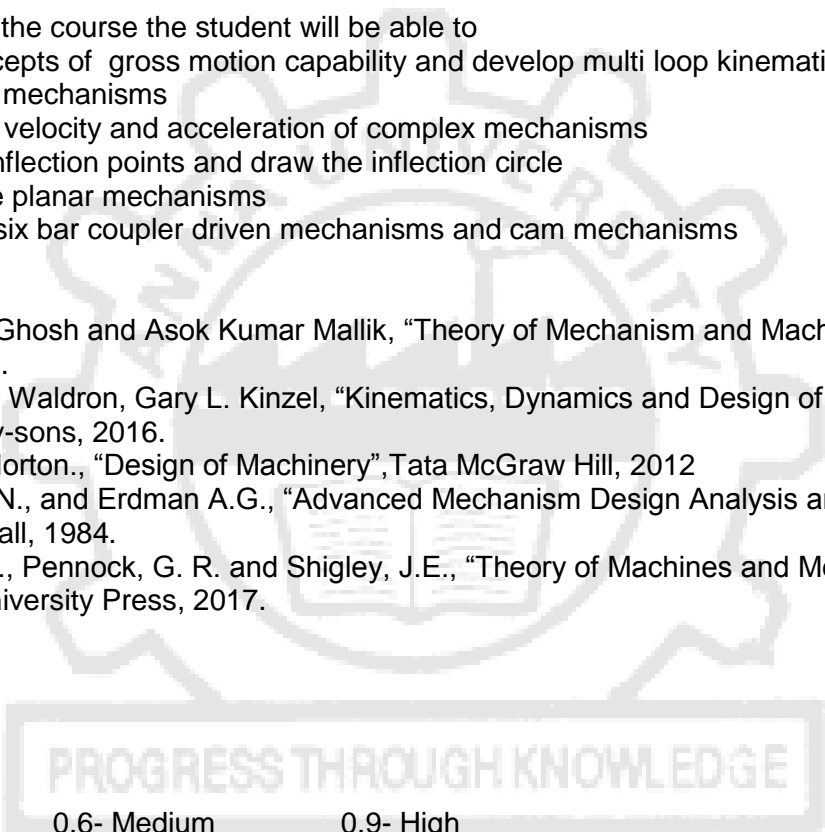 the course the student will be able to
cepts of gross motion capability and develop multi loop kinemati
mechanisms
velocity and acceleration of complex mechanisms
nflection points and draw the inflection circle
e planar mechanisms
six bar coupler driven mechanisms and cam mechanisms
ANNA UNIVERSITY
Ghosh and Asok Kumar Mallik, “Theory of Mechanism and Mach
.
Waldron, Gary L. Kinzel, “Kinematics, Dynamics and Design of
y-sons, 2016.
Norton., “Design of Machinery”,Tata McGraw Hill, 2012
N., and Erdman A.G., “Advanced Mechanism Design Analysis a
all, 1984.
., Pennock, G. R. and Shigley, J.E., “Theory of Machines and Me
niversity Press, 2017.
PROGRESS THROUGH KNOWLEDGE
0.6- Medium 0.9- High